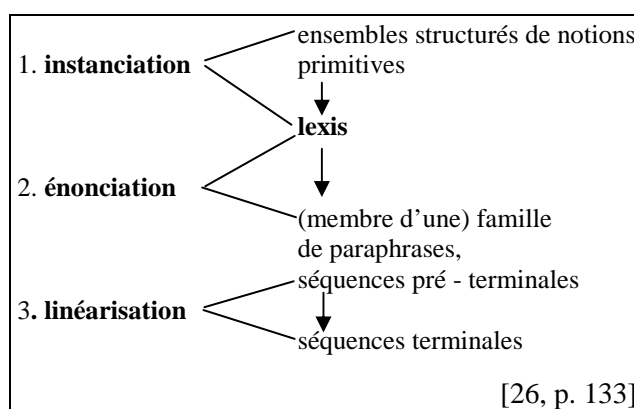 ensembles structurés de notions
1. instanciation
primitives
lexis
2. énonciation
(membre d'une) famille
de paraphrases,
séquences pré - terminales
3. linéarisation
séquences terminales
[26, p. 133]